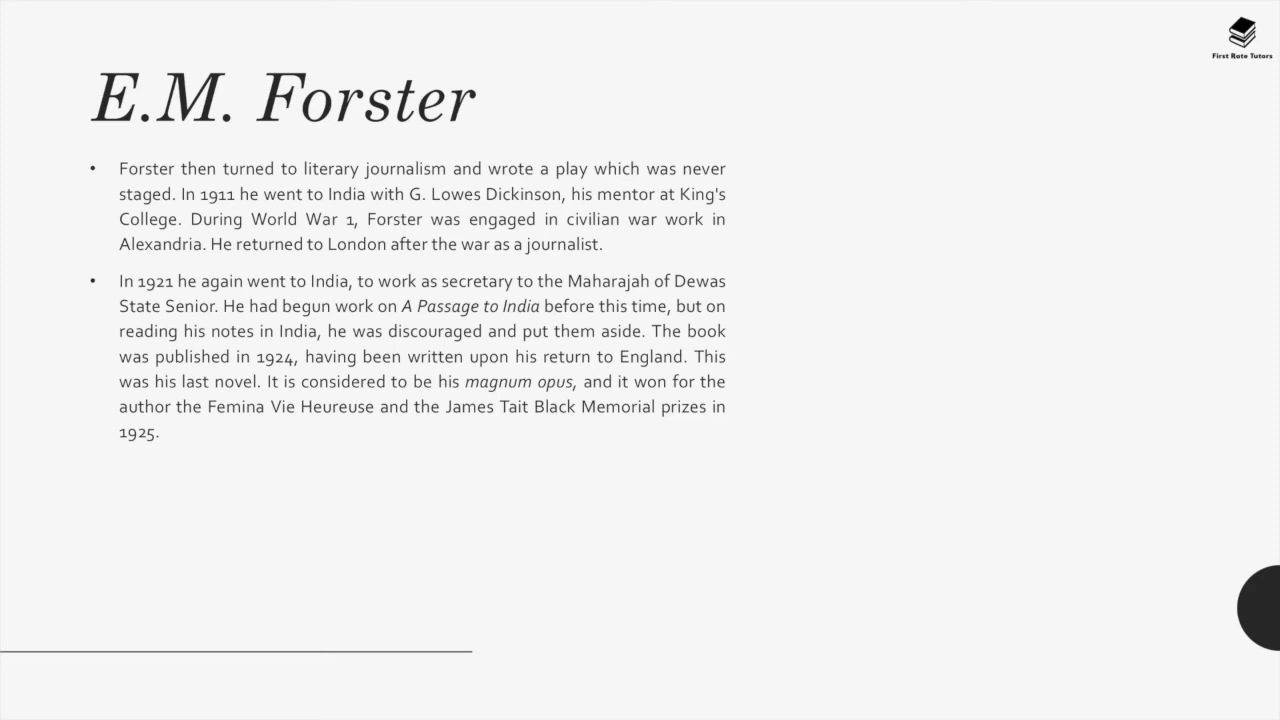 First Rate Tutors
E.M. Forster
• Forster then turned to literary journalism and wrote a play which was never
staged. In 1911 he went to India with G. Lowes Dickinson, his mentor at King's
College. During World War 1, Forster was engaged in civilian war work in
Alexandria. He returned to London after the war as a journalist.
• In 1921 he again went to India, to work as secretary to the Maharajah of Dewas
State Senior. He had begun work on A Passage to India before this time, but on
reading his notes in India, he was discouraged and put them aside. The book
was published in 1924, having been written upon his return to England. This
was his last novel. It is considered to be his magnum opus, and it won for the
author the Femina Vie Heureuse and the James Tait Black Memorial prizes in
1925.